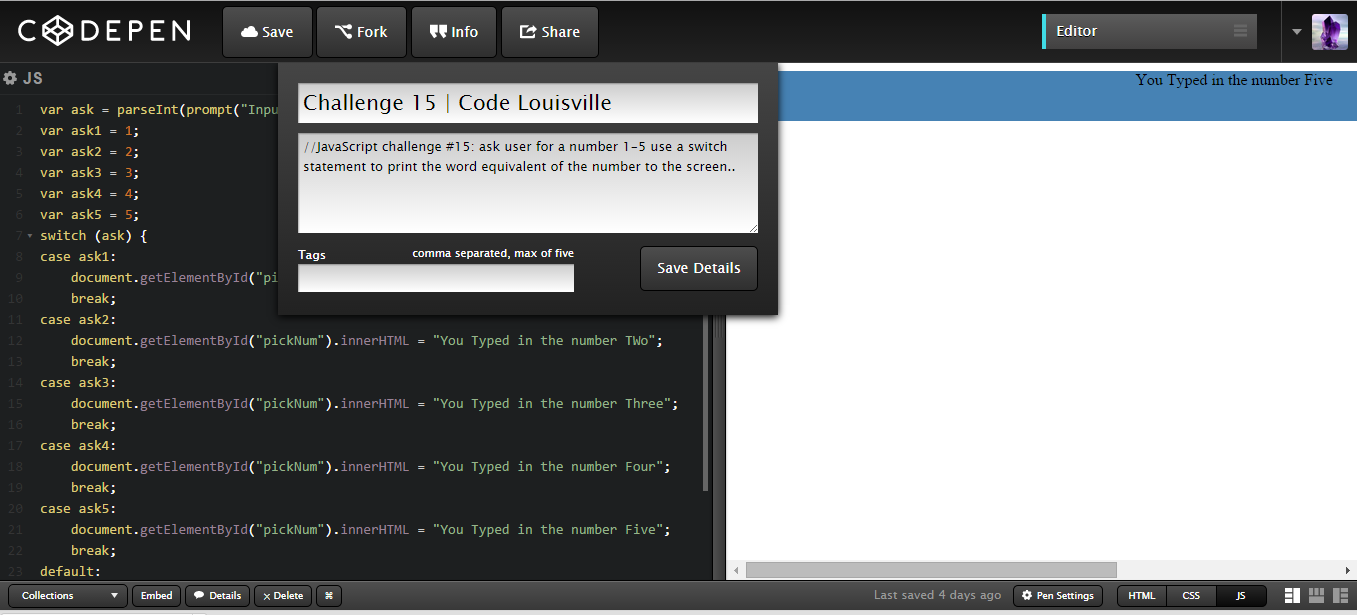 CODEPEN
Save
Fork
Info
Share
Editor
JS
You Typed in the number Five
Challenge 15 | Code Louisville
//JavaScript challenge #15: ask user for a number 1-5 use a switch
statement to print the word equivalent of the number to the screen..
Tags
comma separated, max of five
Save Details
1 var ask = parseInt(prompt("Inpu
2 var ask1 = 1;
3 var ask2 = 2;
4 var ask3 = 3;
5 var ask4 = 4;
6 var ask5 = 5;
7 switch (ask) {
8 case ask1:
9 document.getElementById("pi
10 break;
11 case ask2:
12 document.getElementById("pickNum").innerHTML = "You Typed in the number TWo";
13 break;
14 case ask3:
15 document.getElementById("pickNum").innerHTML = "You Typed in the number Three";
16 break;
17 case ask4:
18 document.getElementById("pickNum").innerHTML = "You Typed in the number Four";
19 break;
20 case ask5:
21 document.getElementById("pickNum").innerHTML = "You Typed in the number Five";
22 break;
23 default:
Collections
Embed
Details
x Delete
⌘
Last saved 4 days ago
Pen Settings
HTML
CSS
JS